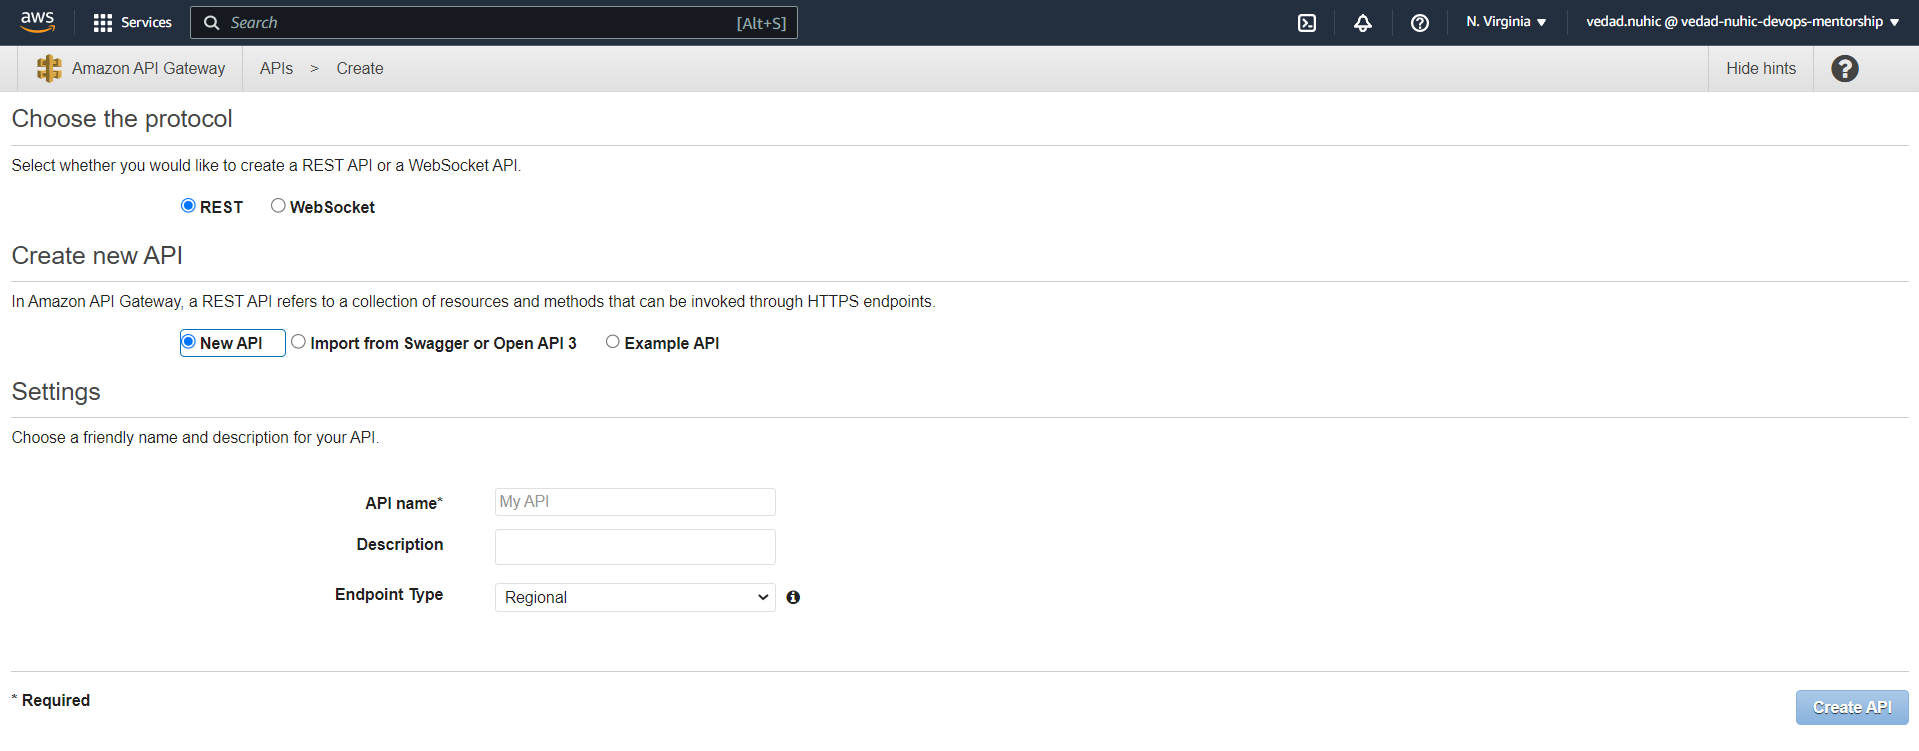 aws Services Search [Alt+S] N. Virginia ▼ vedad.nuhic @ vedad-nuhic-devops-mentorship ▼
Amazon API Gateway APIs > Create Hide hints ?
Choose the protocol
Select whether you would like to create a REST API or a WebSocket API.
REST WebSocket
Create new API
In Amazon API Gateway, a REST API refers to a collection of resources and methods that can be invoked through HTTPS endpoints.
New API Import from Swagger or Open API 3 Example API
Settings
Choose a friendly name and description for your API.
API name* My API
Description
Endpoint Type Regional
* Required
Create API